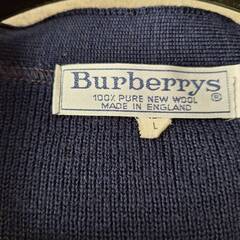 Burberrys
100% PURE NEW WOOL
MADE IN ENGLAND ®
L